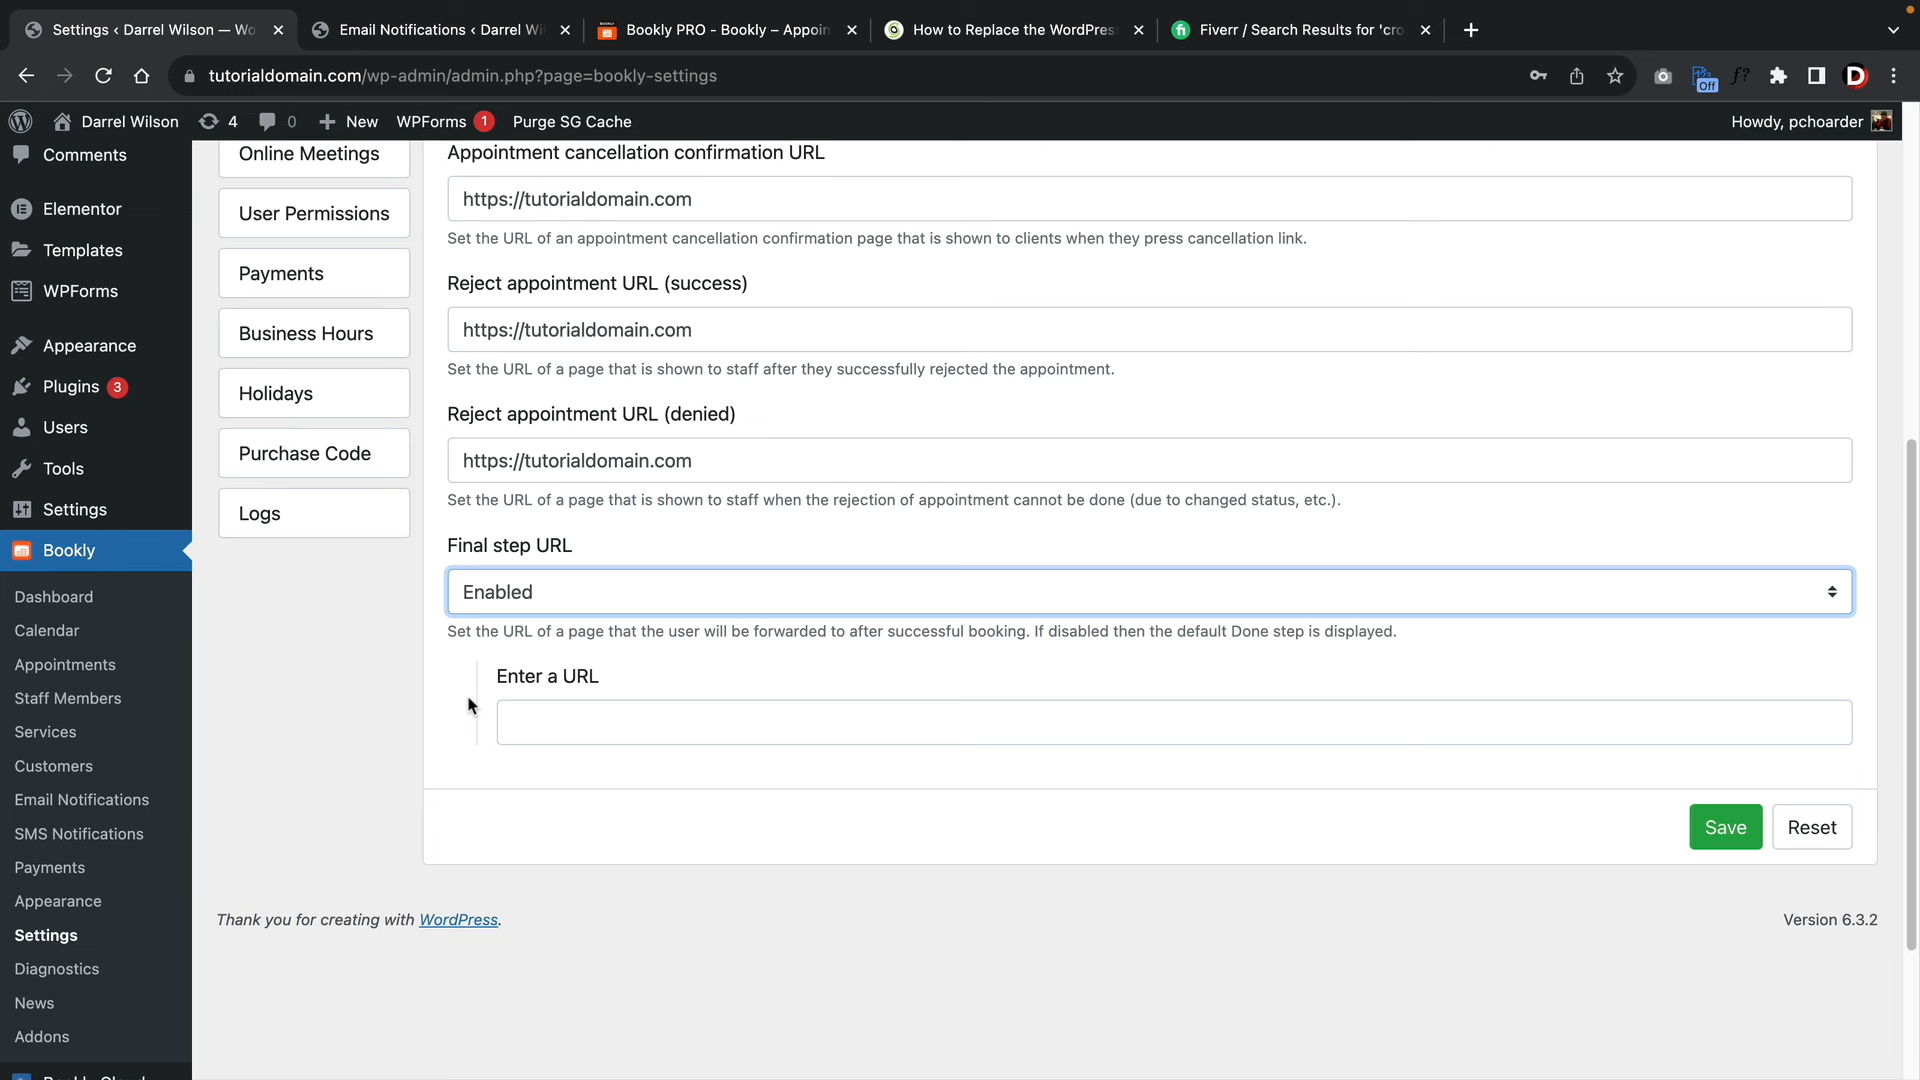 Settings < Darrel Wilson — Wo
Email Notifications < Darrel Wil
Bookly PRO - Bookly – Appoin
How to Replace the WordPres
Fiverr / Search Results for 'cro
tutorialdomain.com/wp-admin/admin.php?page=bookly-settings
Off
f?
D
Darrel Wilson
4
0
New
WPForms 1
Purge SG Cache
Howdy, pchoarder
Comments
Elementor
Templates
WPForms
Appearance
Plugins 3
Users
Tools
Settings
Bookly
Dashboard
Calendar
Appointments
Staff Members
Services
Customers
Email Notifications
SMS Notifications
Payments
Appearance
Settings
Diagnostics
News
Addons
Online Meetings
User Permissions
Payments
Business Hours
Holidays
Purchase Code
Logs
Appointment cancellation confirmation URL
https://tutorialdomain.com
Set the URL of an appointment cancellation confirmation page that is shown to clients when they press cancellation link.
Reject appointment URL (success)
https://tutorialdomain.com
Set the URL of a page that is shown to staff after they successfully rejected the appointment.
Reject appointment URL (denied)
https://tutorialdomain.com
Set the URL of a page that is shown to staff when the rejection of appointment cannot be done (due to changed status, etc.).
Final step URL
Enabled
Set the URL of a page that the user will be forwarded to after successful booking. If disabled then the default Done step is displayed.
Enter a URL
Save
Reset
Thank you for creating with WordPress.
Version 6.3.2